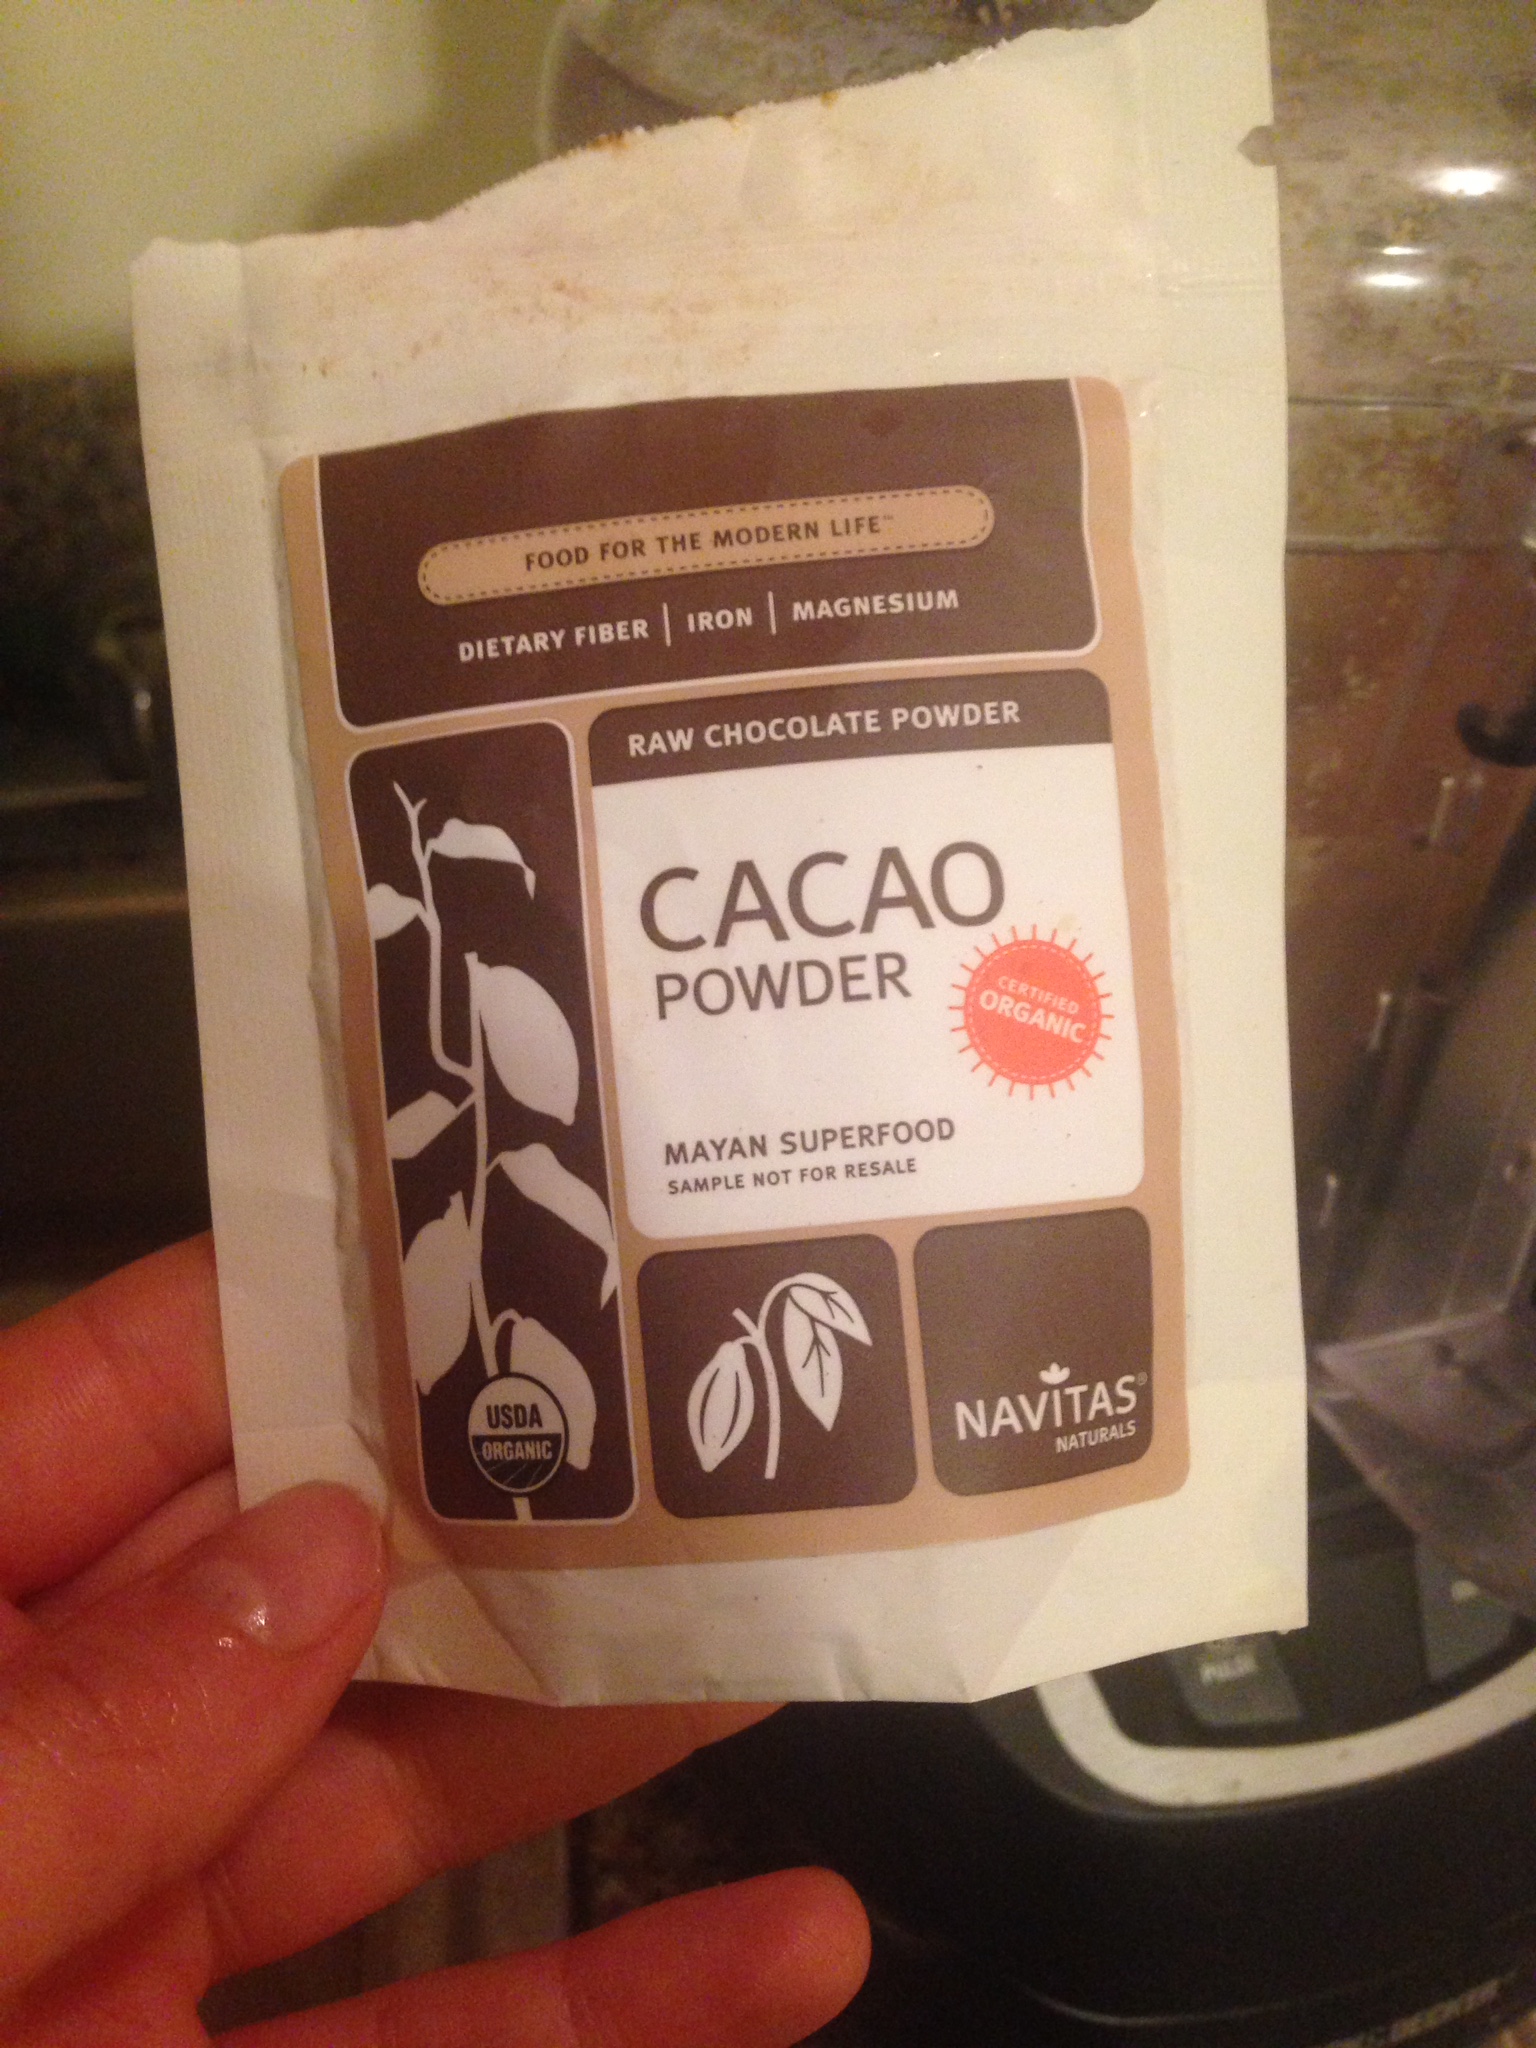 FOOD FOR THE MODERN LIFE™
DIETARY FIBER | IRON | MAGNESIUM
RAW CHOCOLATE POWDER
CACAO
POWDER
CERTIFIED
ORGANIC
MAYAN SUPERFOOD
SAMPLE NOT FOR RESALE
USDA
ORGANIC
NAVITAS®
NATURALS
PULSE